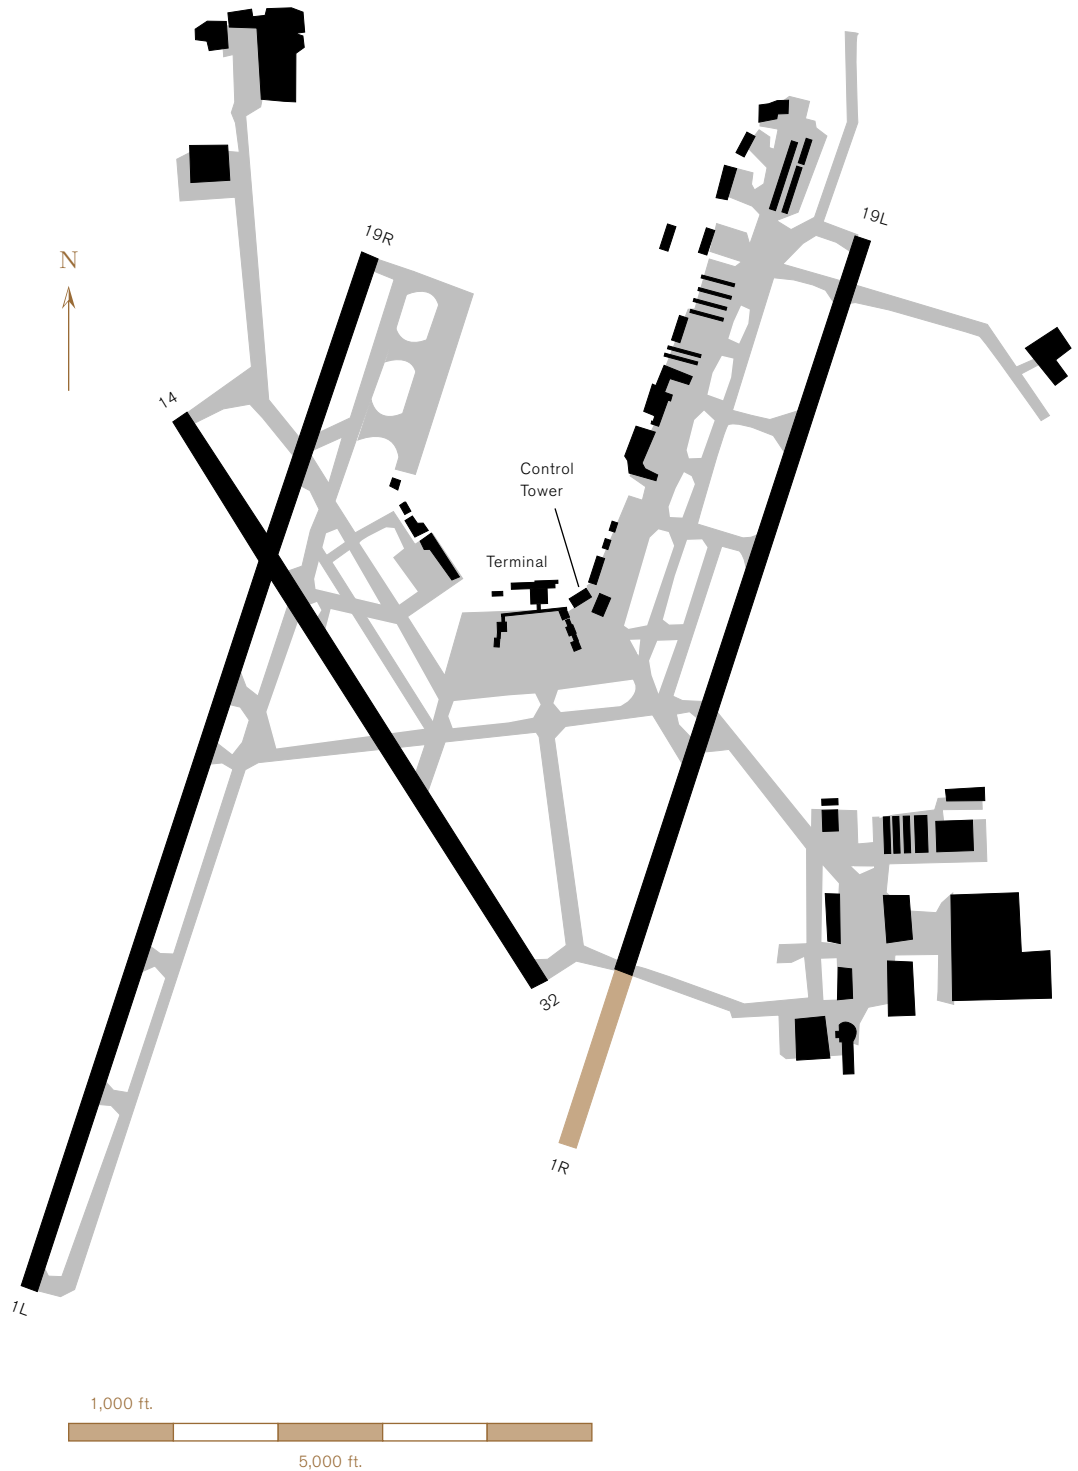 19L
19R
N
14
Control
Tower
Terminal
32
1R
1L
1,000 ft.
5,000 ft.